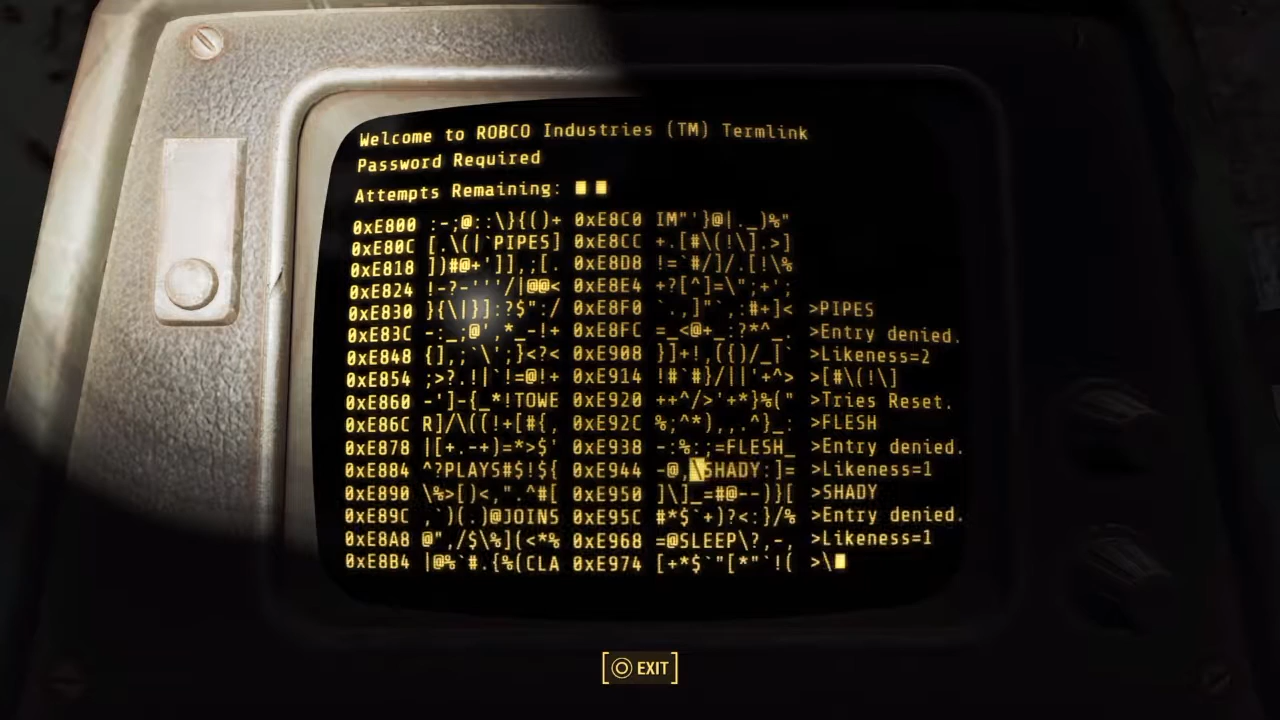 Welcome to ROBCO Industries (TM) Termlink
Password Required
Attempts Remaining: ■ ■
0xE800 :-;@::\}{()+ 0xE8C0 IM"'}@|._)%"
0xE80C [.\(|`PIPES] 0xE8CC +.[#\(!\].>]
0xE818 ])#@+']],;[. 0xE8D8 !=`#/]/.[!\%
0xE824 !-?-'''/|@@< 0xE8E4 +?[^]=\";+';
0xE830 }{\|}]:?$":/ 0xE8F0 `.,]"`,:#+]< >PIPES
0xE83C -:_;@',*_-!+ 0xE8FC =_<@+_:?*^_. >Entry denied.
0xE848 {],;`\';}<?< 0xE908 }]+!,({)/_|` >Likeness=2
0xE854 ;>?.!|`!=@!+ 0xE914 !#`#}/||'+^> >[#\(!\]
0xE860 -']-{_*!TOWE 0xE920 ++^/>'+*}%(" >Tries Reset.
0xE86C R]/\((!+[#{, 0xE92C %;^*),,.^}_: >FLESH
0xE878 |[+.-+)=*>$' 0xE938 -:%:;=FLESH_ >Entry denied.
0xE884 ^?PLAYS#$!${ 0xE944 -@,\SHADY:]= >Likeness=1
0xE890 \%>[)<,".^#[ 0xE950 ]\]_=#@--)}[ >SHADY
0xE89C ,`)(.)@JOINS 0xE95C #*$`+)?<:}/% >Entry denied.
0xE8A8 @",/$\%](<*% 0xE968 =@SLEEP\?,-, >Likeness=1
0xE8B4 |@%`#.{%(CLA 0xE974 [+*$`"[*"`!( >\■
EXIT